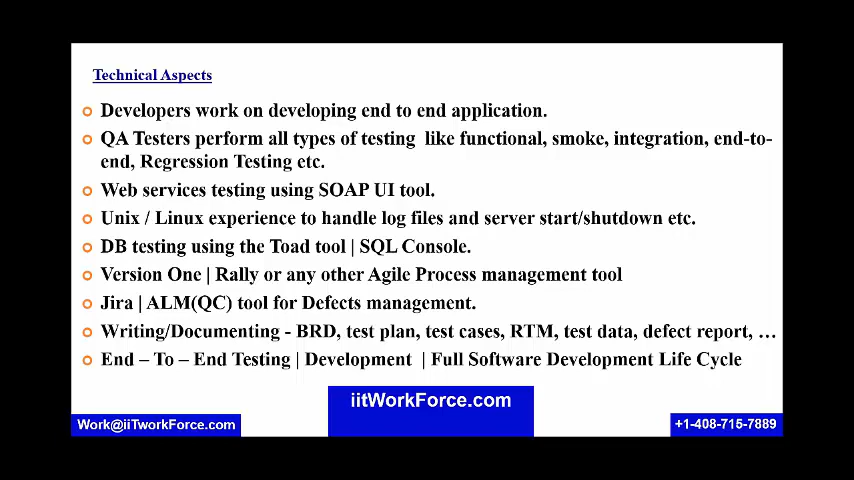 Technical Aspects
Developers work on developing end to end application.
QA Testers perform all types of testing like functional, smoke, integration, end-to-
end, Regression Testing etc.
Web services testing using SOAP UI tool.
Unix / Linux experience to handle log files and server start/shutdown etc.
DB testing using the Toad tool | SQL Console.
Version One | Rally or any other Agile Process management tool
Jira | ALM(QC) tool for Defects management.
Writing/Documenting - BRD, test plan, test cases, RTM, test data, defect report, …
End – To – End Testing | Development | Full Software Development Life Cycle
iitWorkForce.com
Work@iiTworkForce.com
+1-408-715-7889